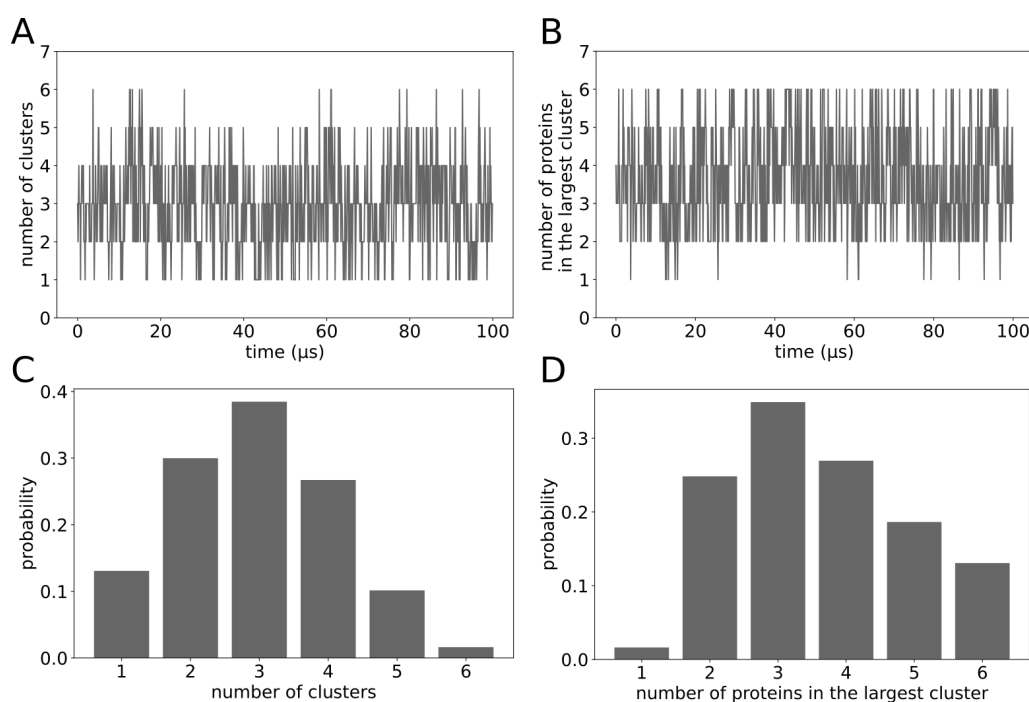 A
7
6
5
4
3
2
1
0
number of clusters
0 20 40 60 80 100
time (µs)
B
7
6
5
4
3
2
1
0
number of proteins
in the largest cluster
0 20 40 60 80 100
time (µs)
C
0.4
0.3
0.2
0.1
0.0
probability
1 2 3 4 5 6
number of clusters
D
0.3
0.2
0.1
0.0
probability
1 2 3 4 5 6
number of proteins in the largest cluster